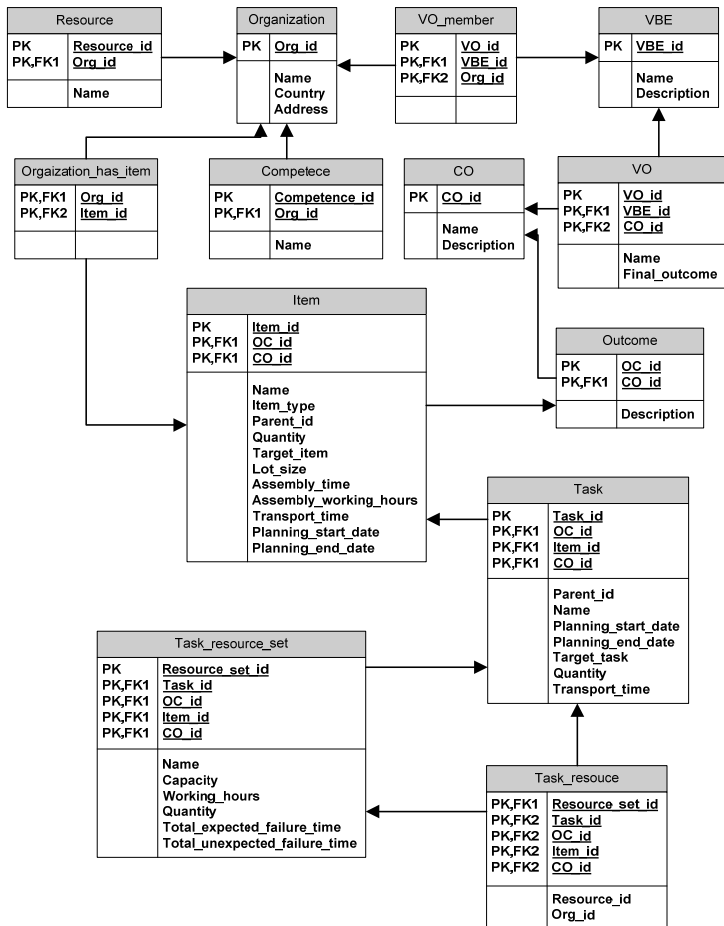 Resource
PK Resource_id
PK,FK1 Org_id
Name
Organization
PK Org_id
Name
Country
Address
VO_member
PK VO_id
PK,FK1 VBE_id
PK,FK2 Org_id
VBE
PK VBE_id
Name
Description
Orgaization_has_item
PK,FK1 Org_id
PK,FK2 Item_id
Competece
PK Competence_id
PK,FK1 Org_id
Name
CO
PK CO_id
Name
Description
VO
PK VO_id
PK,FK1 VBE_id
PK,FK2 CO_id
Name
Final_outcome
Item
PK Item_id
PK,FK1 OC_id
PK,FK1 CO_id
Name
Item_type
Parent_id
Quantity
Target_item
Lot_size
Assembly_time
Assembly_working_hours
Transport_time
Planning_start_date
Planning_end_date
Outcome
PK OC_id
PK,FK1 CO_id
Description
Task
PK Task_id
PK,FK1 OC_id
PK,FK1 Item_id
PK,FK1 CO_id
Parent_id
Name
Planning_start_date
Planning_end_date
Target_task
Quantity
Transport_time
Task_resource_set
PK Resource_set_id
PK,FK1 Task_id
PK,FK1 OC_id
PK,FK1 Item_id
PK,FK1 CO_id
Name
Capacity
Working_hours
Quantity
Total_expected_failure_time
Total_unexpected_failure_time
Task_resouce
PK,FK1 Resource_set_id
PK,FK2 Task_id
PK,FK2 OC_id
PK,FK2 Item_id
PK,FK2 CO_id
Resource_id
Org_id